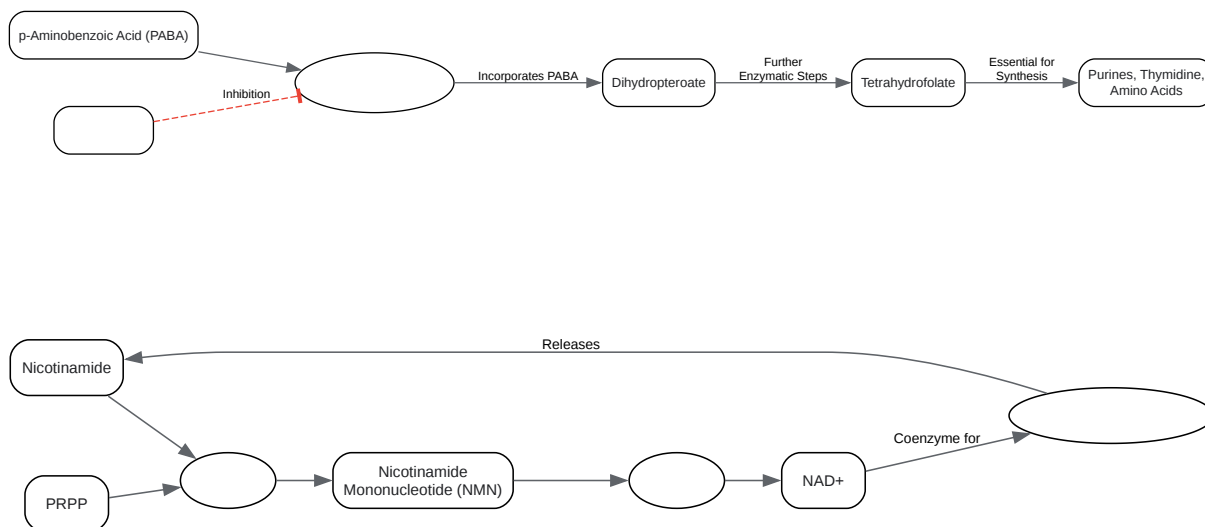 p-Aminobenzoic Acid (PABA)
Inhibition
Incorporates PABA
Dihydropteroate
Further
Enzymatic Steps
Tetrahydrofolate
Essential for
Synthesis
Purines, Thymidine,
Amino Acids
Releases
Nicotinamide
Coenzyme for
PRPP
Nicotinamide
Mononucleotide (NMN)
NAD+